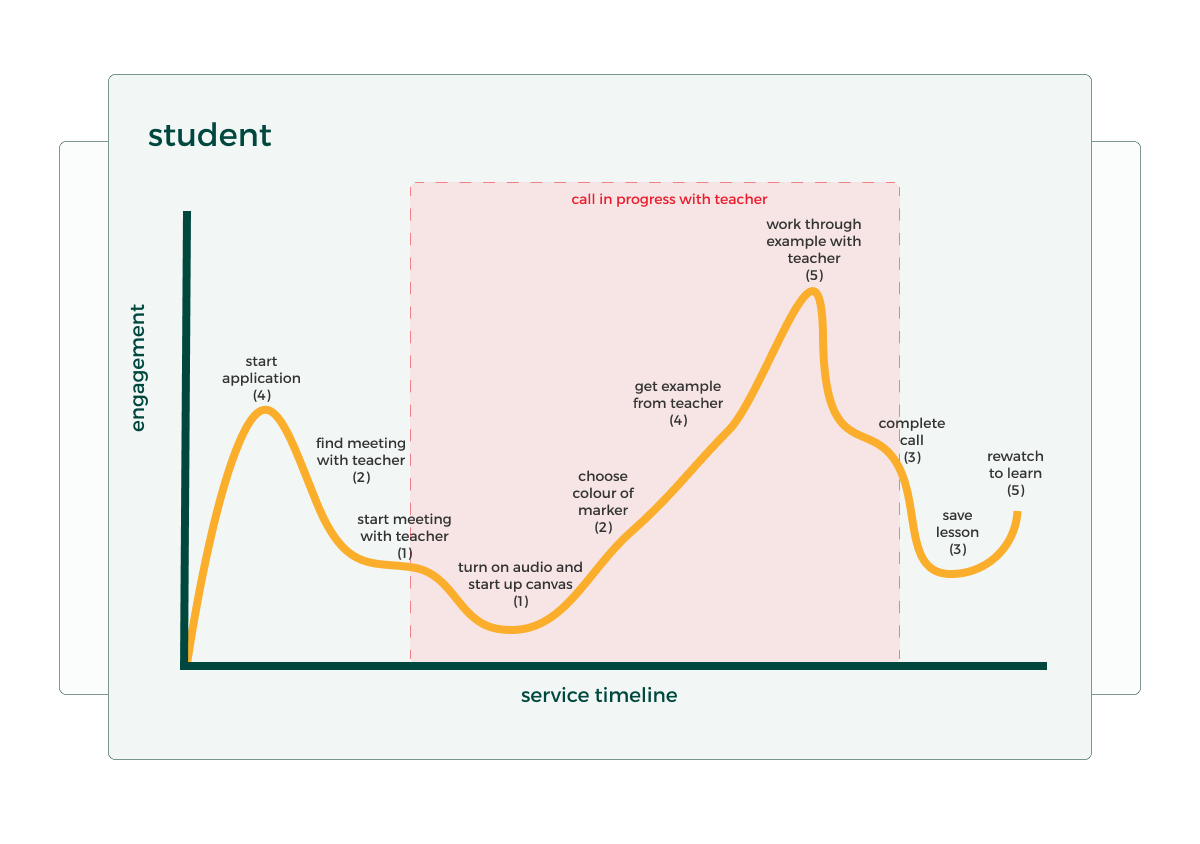 student
call in progress with teacher
work through
example with
teacher
(5)
engagement
start
application
(4)
find meeting
with teacher
(2)
start meeting
with teacher
(1)
turn on audio and
start up canvas
(1)
choose
colour of
marker
(2)
get example
from teacher
(4)
complete
call
(3)
save
lesson
(3)
rewatch
to learn
(5)
service timeline